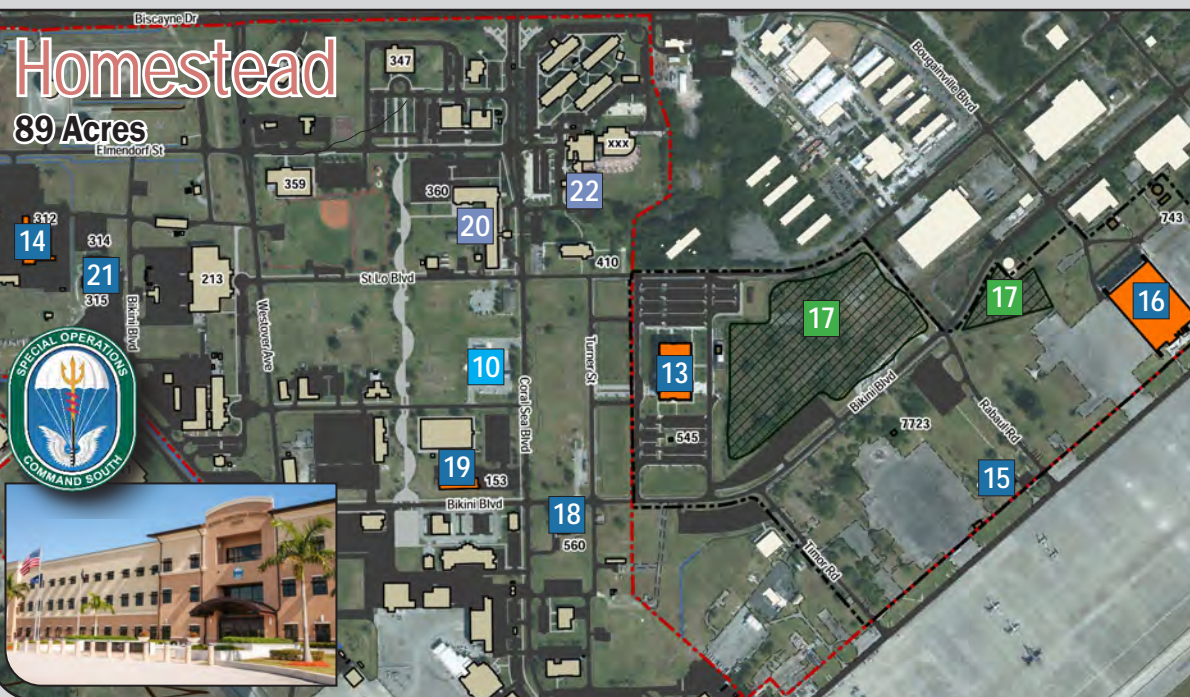 Biscayne Dr
Homestead
89 Acres
Elmendorf St
347
xxx
Bougainville Blvd
359
360
22
312
14
314
20
743
21
315
213
St Lo Blvd
410
17
17
16
Bikini Blvd
Westover Ave
10
Coral Sea Blvd
Turner St
13
Bikini Blvd
SPECIAL OPERATIONS
COMMAND SOUTH
545
7723
Rabaul Rd
19
153
15
Bikini Blvd
18
560
Timor Rd